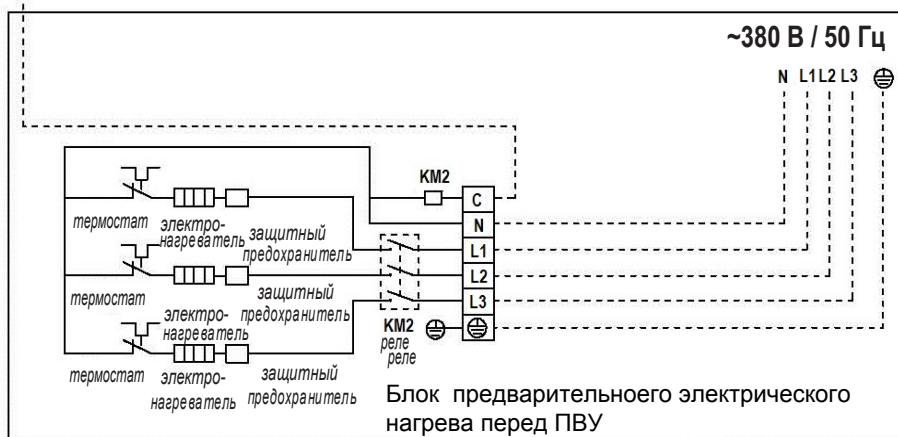 ~380 В / 50 Гц
N L1 L2 L3
KM2
C
N
L1
L2
L3
термостат
электро-
нагреватель
защитный
предохранитель
термостат
электро-
нагреватель
защитный
предохранитель
KM2
реле
реле
термостат
электро-
нагреватель
защитный
предохранитель
Блок предварительноего электрического
нагрева перед ПВУ